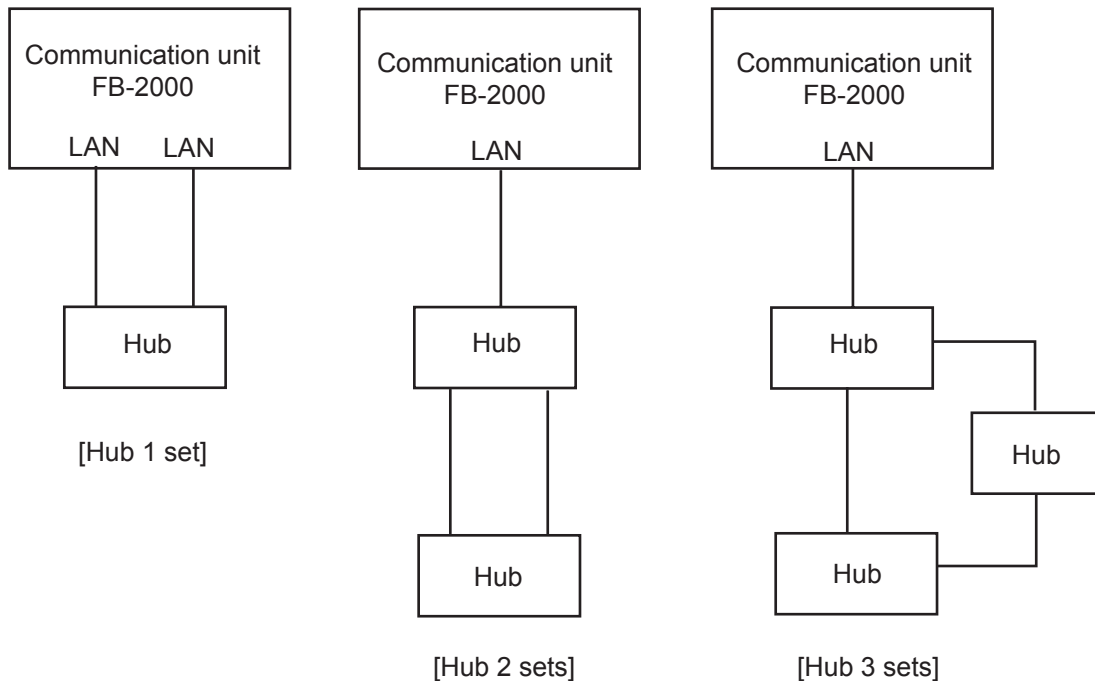 Communication unit
FB-2000
LAN LAN
Hub
[Hub 1 set]
Communication unit
FB-2000
LAN
Hub
Hub
[Hub 2 sets]
Communication unit
FB-2000
LAN
Hub
Hub
Hub
[Hub 3 sets]